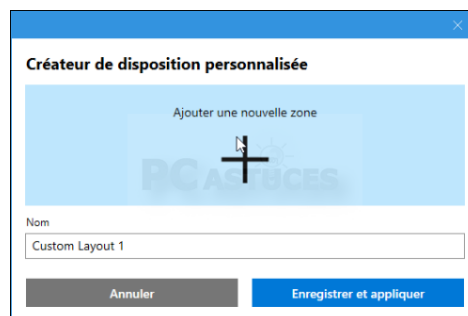 Créateur de disposition personnalisée
Ajouter une nouvelle zone
PC ASTUCES
Nom
Custom Layout 1
Annuler
Enregistrer et appliquer